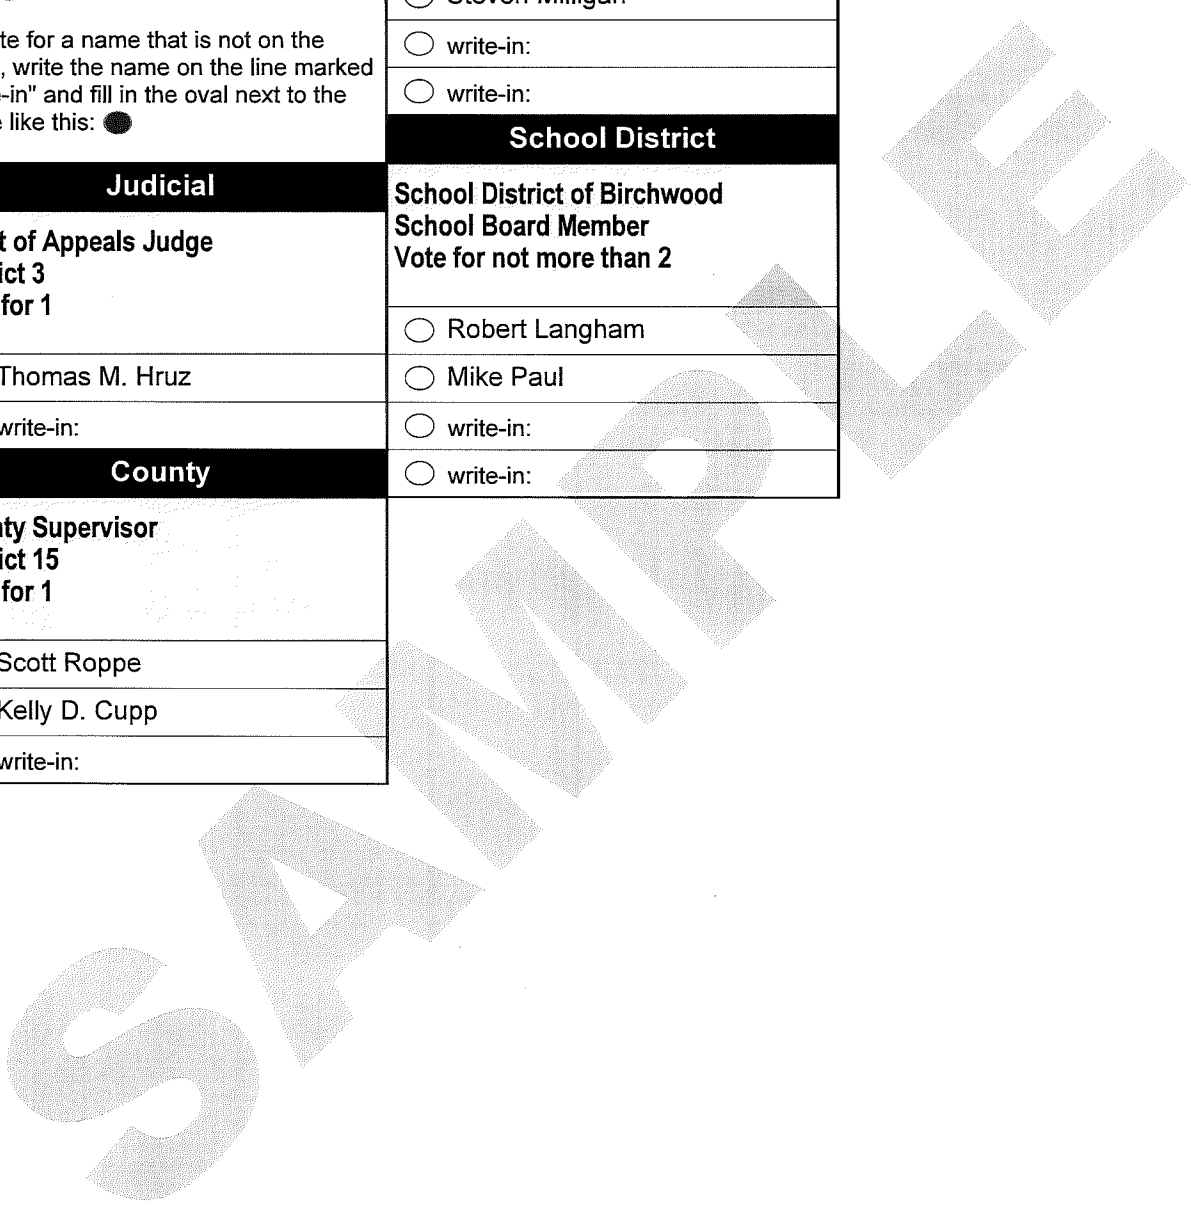 te for a name that is not on the
, write the name on the line marked
-in" and fill in the oval next to the
e like this:
Judicial
t of Appeals Judge
ict 3
for 1
Thomas M. Hruz
write-in:
County
ty Supervisor
ict 15
for 1
Scott Roppe
Kelly D. Cupp
write-in:
Steven Milligan
write-in:
write-in:
School District
School District of Birchwood
School Board Member
Vote for not more than 2
Robert Langham
Mike Paul
write-in:
write-in:
SAMPLE